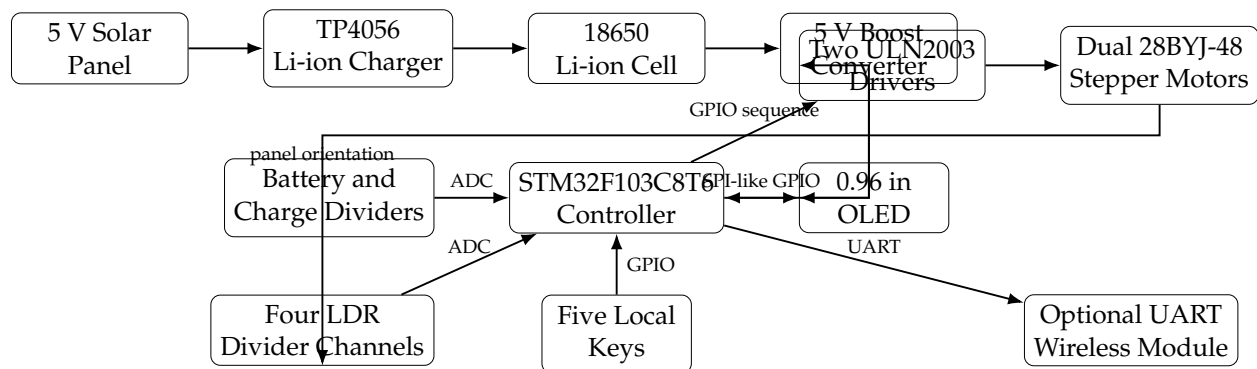 5 V Solar
Panel
TP4056
Li-ion Charger
18650
Li-ion Cell
5 V Boost
Converter
Two ULN2003
Drivers
Dual 28BYJ-48
Stepper Motors
GPIO sequence
panel orientation
Battery and
Charge Dividers
ADC
STM32F103C8T6
Controller
SPI-like GPIO
0.96 in
OLED
ADC
GPIO
UART
Four LDR
Divider Channels
Five Local
Keys
Optional UART
Wireless Module